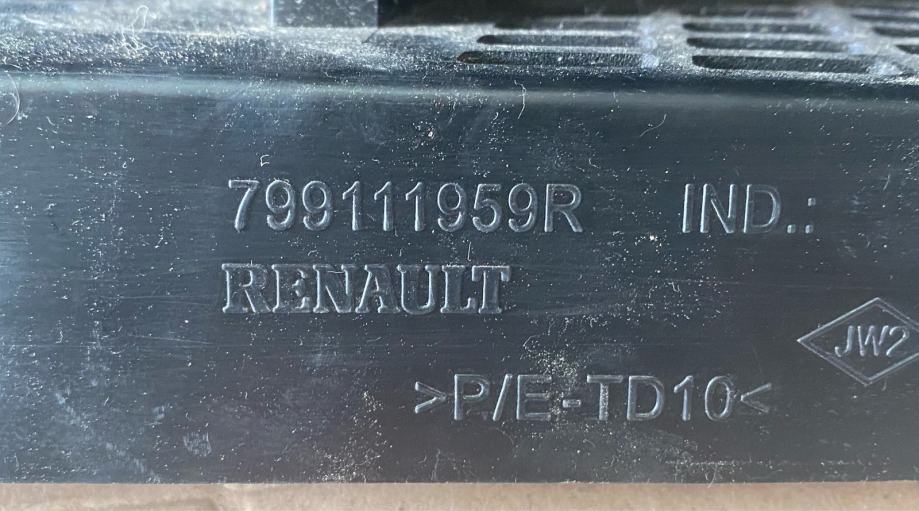 799111959R IND.:
RENAULT
JW2
>P/E-TD10<